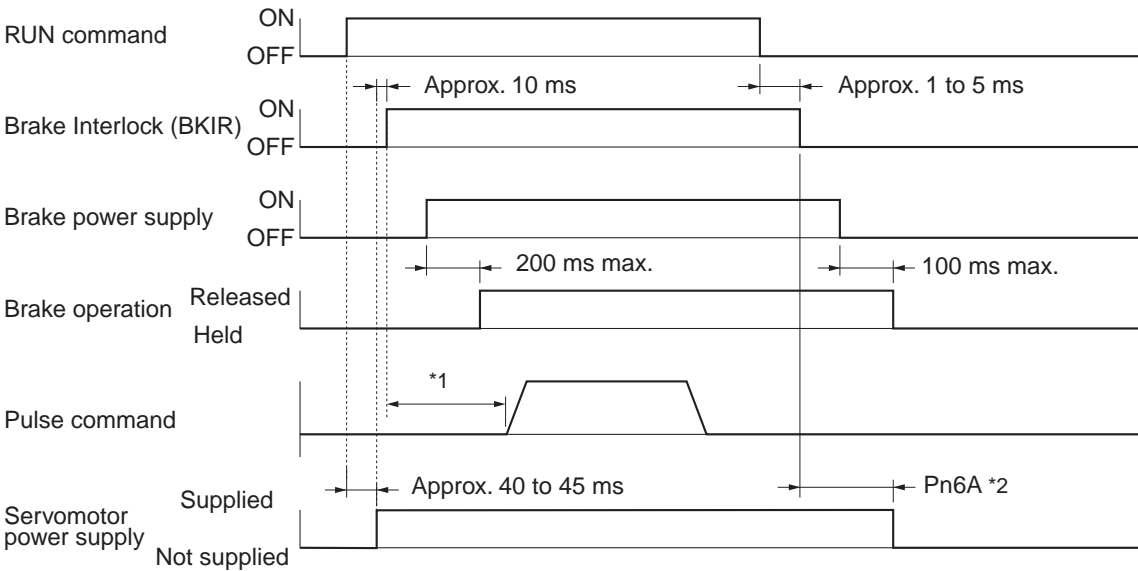 ON
RUN command
OFF
Approx. 10 ms
Approx. 1 to 5 ms
ON
Brake Interlock (BKIR)
OFF
ON
Brake power supply
OFF
200 ms max.
100 ms max.
Released
Brake operation
Held
*1
Pulse command
Approx. 40 to 45 ms
Pn6A *2
Supplied
Servomotor
power supply
Not supplied